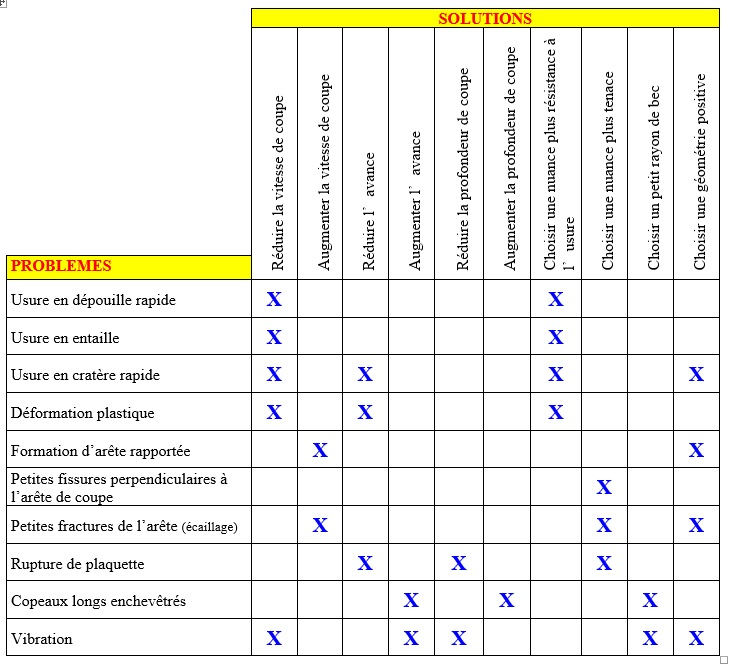 SOLUTIONS
Réduire la vitesse de coupe
Augmenter la vitesse de coupe
Réduire l’ avance
Augmenter l’ avance
Réduire la profondeur de coupe
Augmenter la profondeur de coupe
Choisir une nuance plus résistance à
l’ usure
Choisir une nuance plus tenace
Choisir un petit rayon de bec
Choisir une géométrie positive
PROBLEMES
Usure en dépouille rapide X X
Usure en entaille X X
Usure en cratère rapide X X X X
Déformation plastique X X X
Formation d’arête rapportée X X
Petites fissures perpendiculaires à
l’arête de coupe X
Petites fractures de l’arête (écaillage) X X X
Rupture de plaquette X X X
Copeaux longs enchevêtrés X X X
Vibration X X X X X